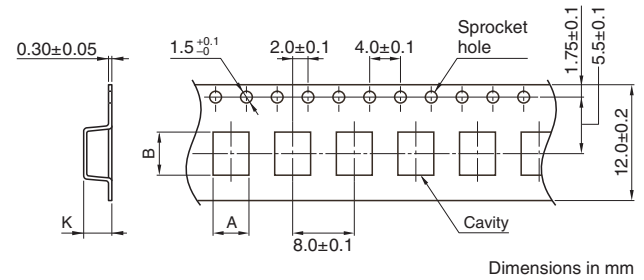 0.30±0.05
1.5 +0.1 −0
2.0±0.1
4.0±0.1
Sprocket
hole
1.75±0.1
5.5±0.1
12.0±0.2
B
K
A
8.0±0.1
Cavity
Dimensions in mm